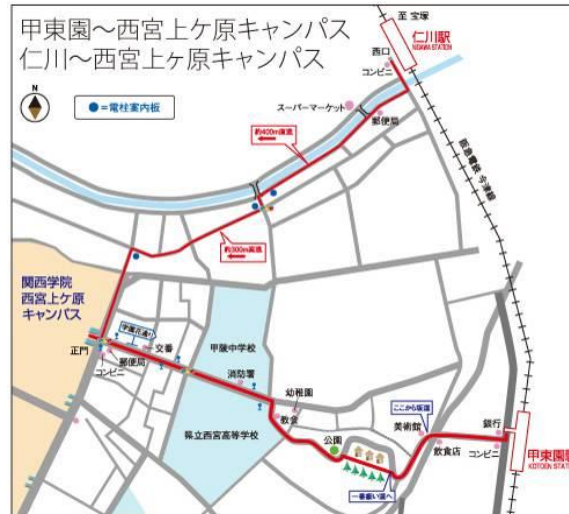 甲東園～西宮上ケ原キャンパス
仁川～西宮上ヶ原キャンパス
N
●=電柱案内板
至 宝塚
仁川駅
NIGAWA STATION
西口
コンビニ
スーパーマーケット
郵便局
阪急電鉄 今津線
約400m直進
約300m直進
関西学院
西宮上ケ原
キャンパス
正門
学園花通り
交番
郵便局
コンビニ
甲陵中学校
消防署
幼稚園
教会
県立西宮高等学校
公園
美術館
ここから坂道
飲食店
銀行
コンビニ
甲東園駅
KOTOEN STATI
一番細い道へ